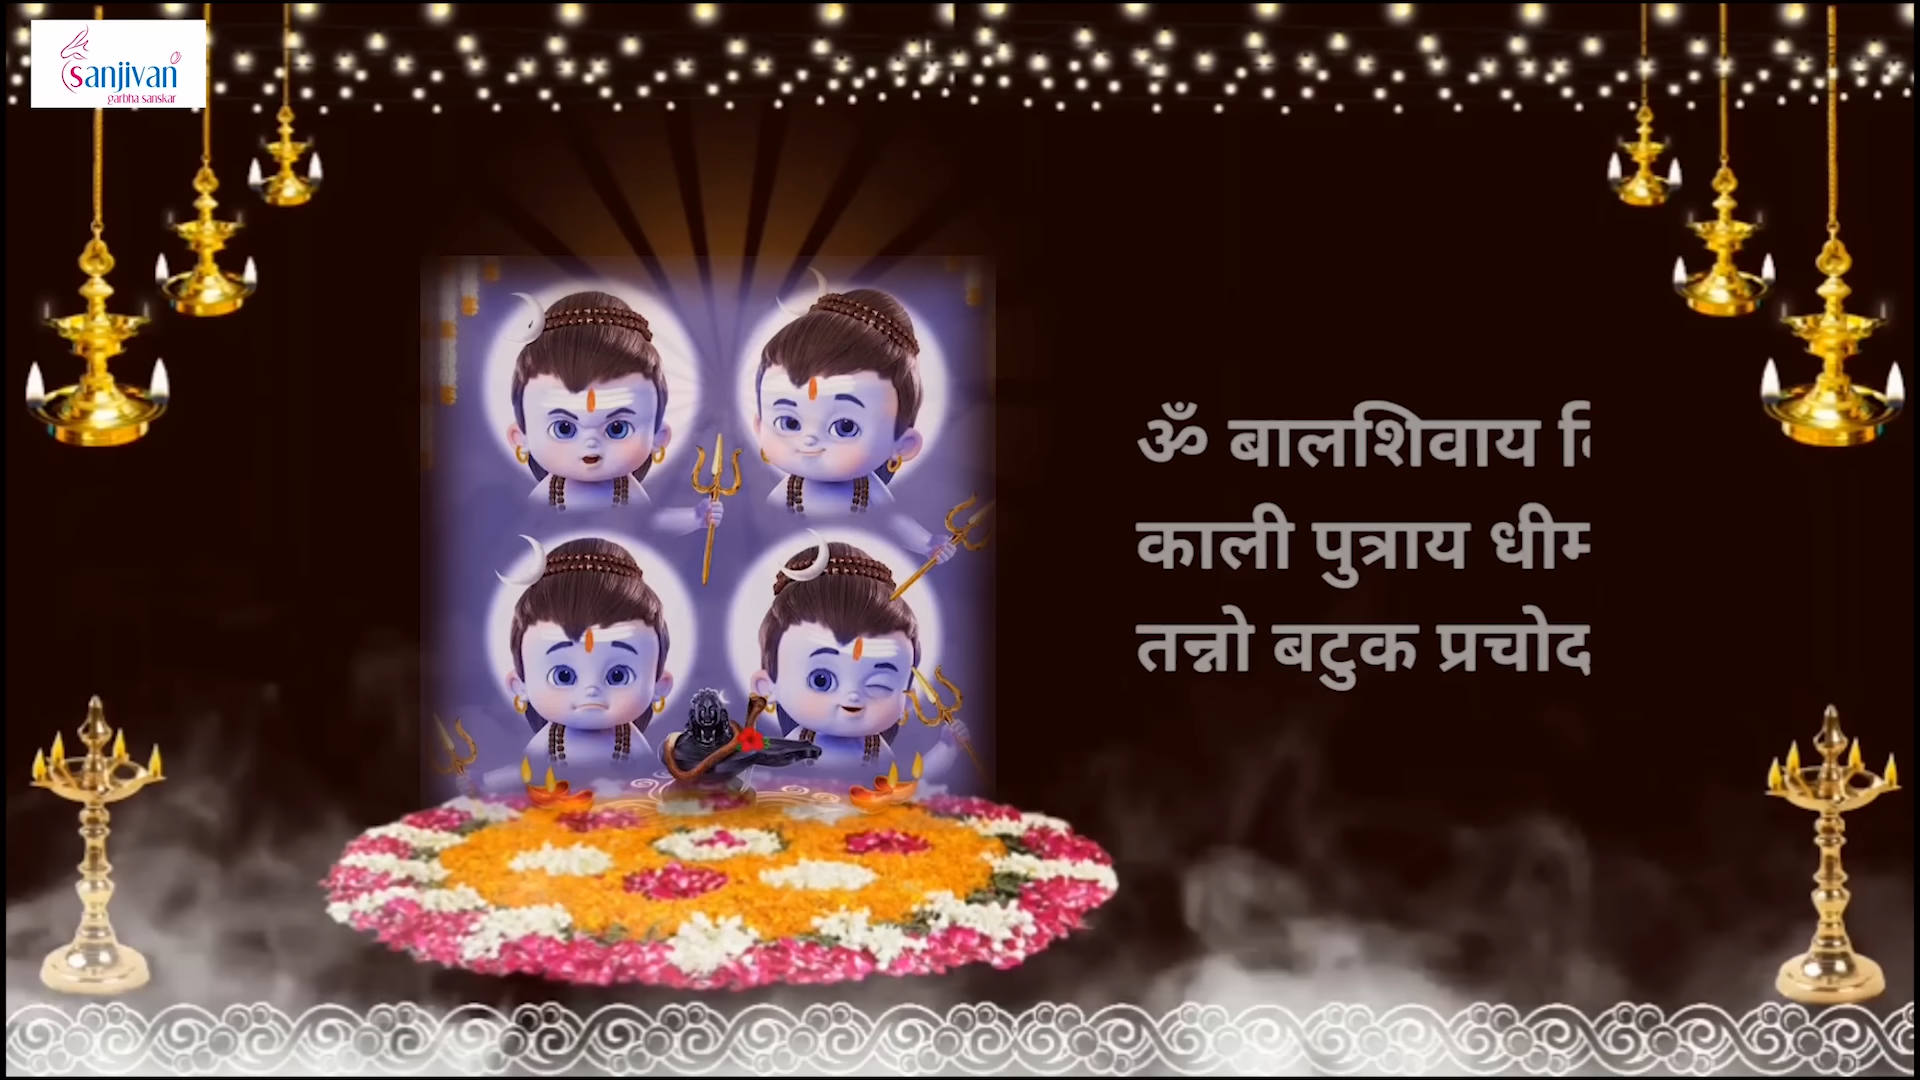 sanjivan
garbha sanskar
ॐ बालशिवाय
काली पुत्राय
तन्नो बटुक